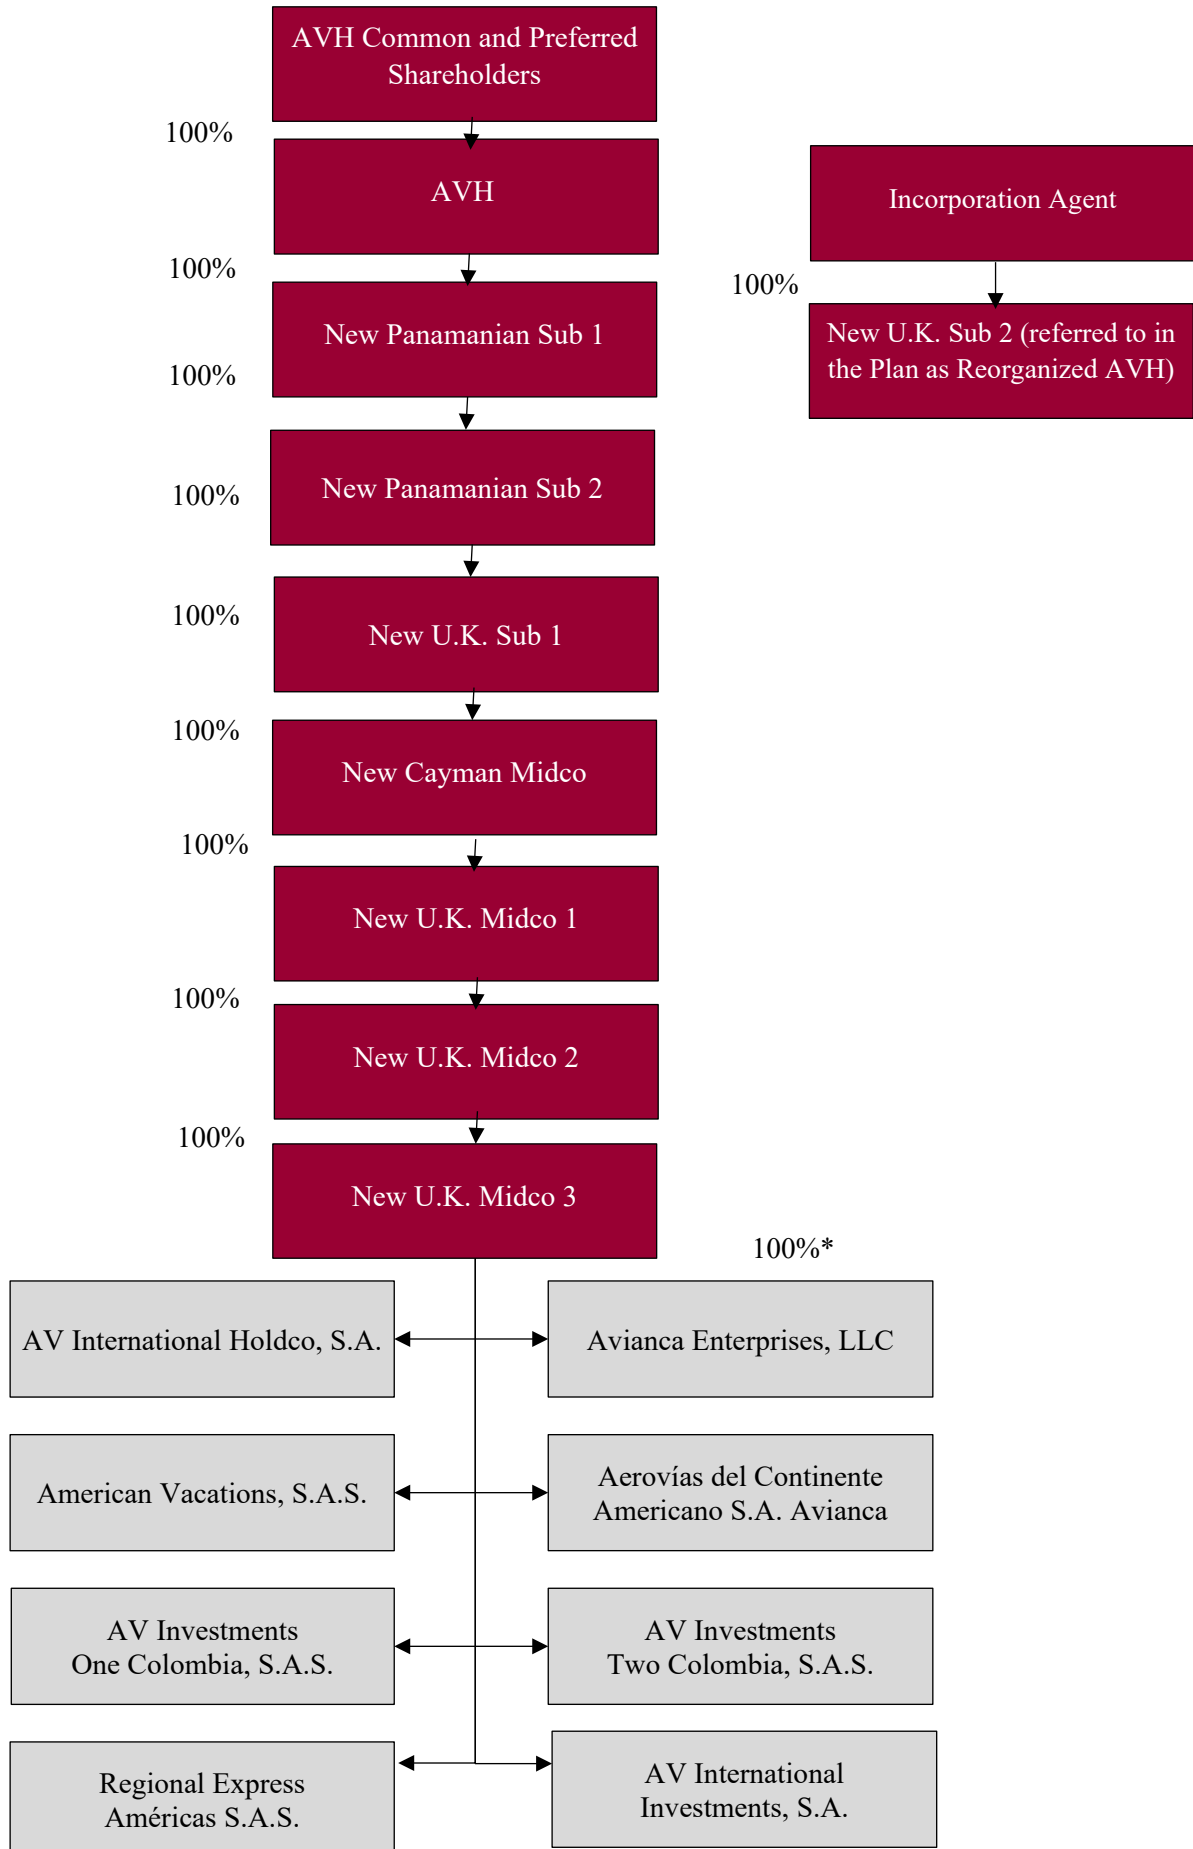 AVH Common and Preferred
Shareholders
100%
AVH
Incorporation Agent
100%
100%
New Panamanian Sub 1
New U.K. Sub 2 (referred to in
the Plan as Reorganized AVH)
100%
New Panamanian Sub 2
100%
New U.K. Sub 1
100%
New Cayman Midco
100%
100%
New U.K. Midco 1
100%
New U.K. Midco 2
100%
New U.K. Midco 3
100%*
AV International Holdco, S.A.
Avianca Enterprises, LLC
American Vacations, S.A.S.
Aerovías del Continente
Americano S.A. Avianca
AV Investments
One Colombia, S.A.S.
AV Investments
Two Colombia, S.A.S.
Regional Express
Américas S.A.S.
AV International
Investments, S.A.